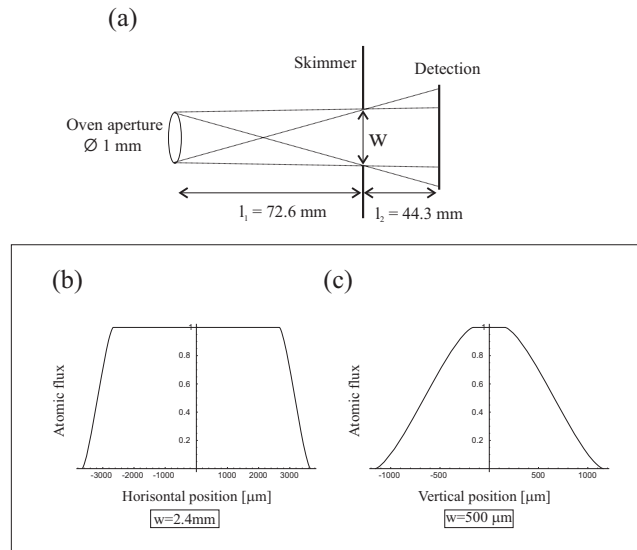 (a)
Skimmer
Detection
Oven aperture
Ø 1 mm
W
l₁ = 72.6 mm
l₂ = 44.3 mm
(b)
(c)
Atomic flux
1
0.8
0.6
0.4
0.2
-3000 -2000 -1000 0 1000 2000 3000
Horisontal position [μm]
w=2.4mm
Atomic flux
1
0.8
0.6
0.4
0.2
-1000 -500 0 500 1000
Vertical position [μm]
w=500 μm